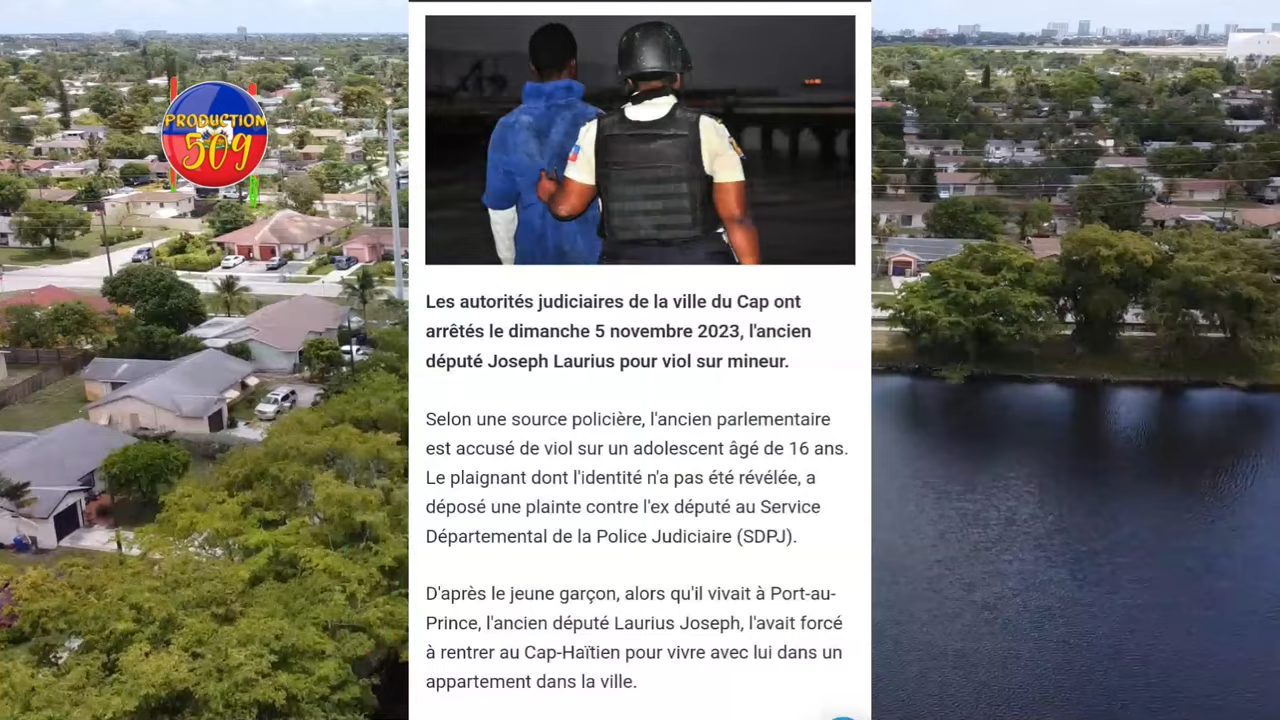 PRODUCTION
509
Les autorités judiciaires de la ville du Cap ont
arrêtés le dimanche 5 novembre 2023, l'ancien
député Joseph Laurius pour viol sur mineur.
Selon une source policière, l'ancien parlementaire
est accusé de viol sur un adolescent âgé de 16 ans.
Le plaignant dont l'identité n'a pas été révélée, a
déposé une plainte contre l'ex député au Service
Départemental de la Police Judiciaire (SDPJ).
D'après le jeune garçon, alors qu'il vivait à Port-au-
Prince, l'ancien député Laurius Joseph, l'avait forcé
à rentrer au Cap-Haïtien pour vivre avec lui dans un
appartement dans la ville.